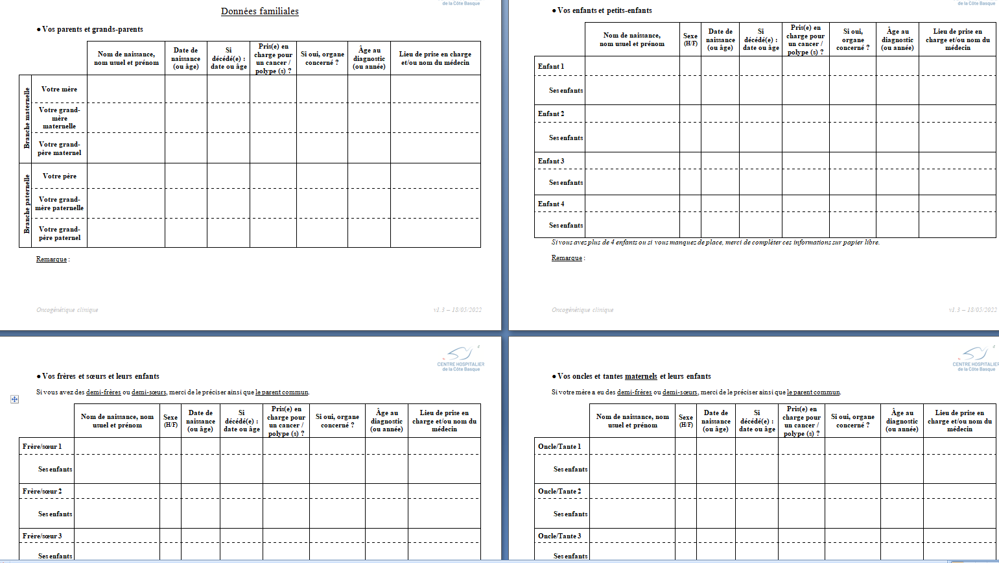 de la Côte Basque
Données familiales
● Vos parents et grands-parents
Nom de naissance,
nom usuel et prénom
Date de
naissance
(ou âge)
Si
décédé(e) :
date ou âge
Pris(e) en
charge pour
un cancer /
polype (s) ?
Si oui, organe
concerné ?
Âge au
diagnostic
(ou année)
Lieu de prise en charge
et/ou nom du médecin
Branche maternelle
Votre mère
Votre grand-
mère
maternelle
Votre grand-
père maternel
Branche paternelle
Votre père
Votre grand-
mère paternelle
Votre grand-
père paternel
Remarque :
Oncogénétique clinique
v1.3 – 18/05/2022
de la Côte Basque
● Vos enfants et petits-enfants
Nom de naissance,
nom usuel et prénom
Sexe
(H/F)
Date de
naissance
(ou âge)
Si
décédé(e) :
date ou âge
Pris(e) en
charge pour
un cancer /
polype (s) ?
Si oui,
organe
concerné ?
Âge au
diagnostic
(ou année)
Lieu de prise en
charge et/ou nom du
médecin
Enfant 1
Ses enfants
Enfant 2
Ses enfants
Enfant 3
Ses enfants
Enfant 4
Ses enfants
Si vous avez plus de 4 enfants ou si vous manquez de place, merci de compléter ces informations sur papier libre.
Remarque :
Oncogénétique clinique
v1.3 – 18/05/2022
4
CENTRE HOSPITALIER
de la Côte Basque
● Vos frères et sœurs et leurs enfants
Si vous avez des demi-frères ou demi-sœurs, merci de le préciser ainsi que le parent commun.
Nom de naissance, nom
usuel et prénom
Sexe
(H/F)
Date de
naissance
(ou âge)
Si
décédé(e) :
date ou âge
Pris(e) en
charge pour
un cancer /
polype (s) ?
Si oui, organe
concerné ?
Âge au
diagnostic
(ou année)
Lieu de prise en
charge et/ou nom du
médecin
Frère/sœur 1
Ses enfants
Frère/sœur 2
Ses enfants
Frère/sœur 3
Ses enfants
4
CENTRE HOSPITALIER
de la Côte Basque
● Vos oncles et tantes maternels et leurs enfants
Si votre mère a eu des demi-frères ou demi-sœurs, merci de le préciser ainsi que le parent commun.
Nom de naissance, nom
usuel et prénom
Sexe
(H/F)
Date de
naissance
(ou âge)
Si
décédé(e) :
date ou âge
Pris(e) en
charge pour
un cancer /
polype (s) ?
Si oui, organe
concerné ?
Âge au
diagnostic
(ou année)
Lieu de prise en
charge et/ou nom du
médecin
Oncle/Tante 1
Ses enfants
Oncle/Tante 2
Ses enfants
Oncle/Tante 3
Ses enfants